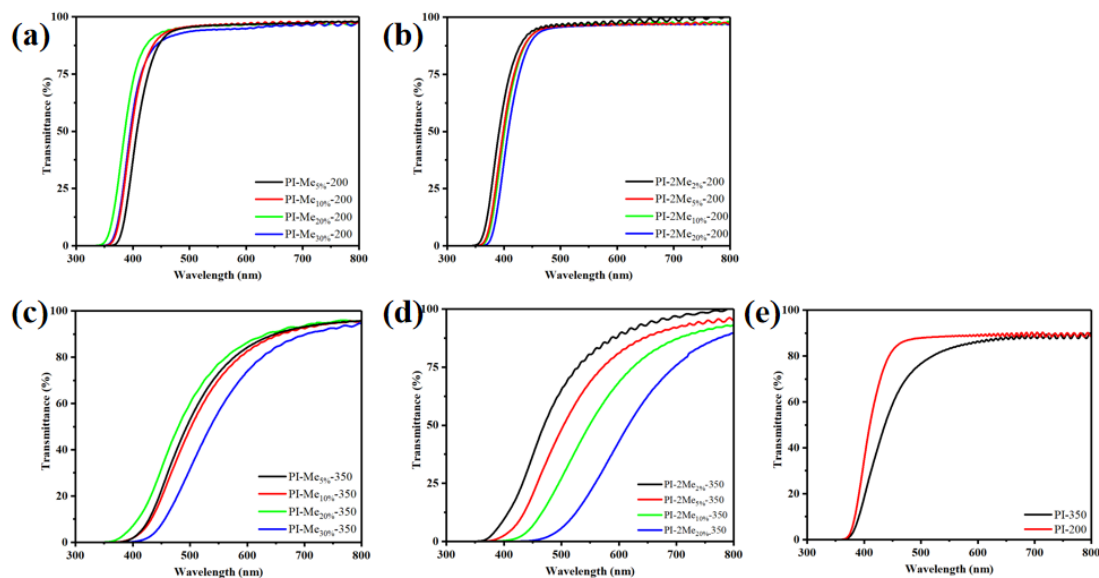 (a)
100
75
50
25
0
Transmittance (%)
PI-Me5%-200
PI-Me10%-200
PI-Me20%-200
PI-Me30%-200
300 400 500 600 700 800
Wavelength (nm)
(b)
100
75
50
25
0
Transmittance (%)
PI-2Me2%-200
PI-2Me5%-200
PI-2Me10%-200
PI-2Me20%-200
300 400 500 600 700 800
Wavelength (nm)
(c)
100
80
60
40
20
0
Transmittance (%)
PI-Me5%-350
PI-Me10%-350
PI-Me20%-350
PI-Me30%-350
300 400 500 600 700 800
Wavelength (nm)
(d)
100
75
50
25
0
Transmittance (%)
PI-2Me2%-350
PI-2Me5%-350
PI-2Me10%-350
PI-2Me20%-350
300 400 500 600 700 800
Wavelength (nm)
(e)
100
80
60
40
20
0
Transmittance (%)
PI-350
PI-200
300 400 500 600 700 800
Wavelength (nm)